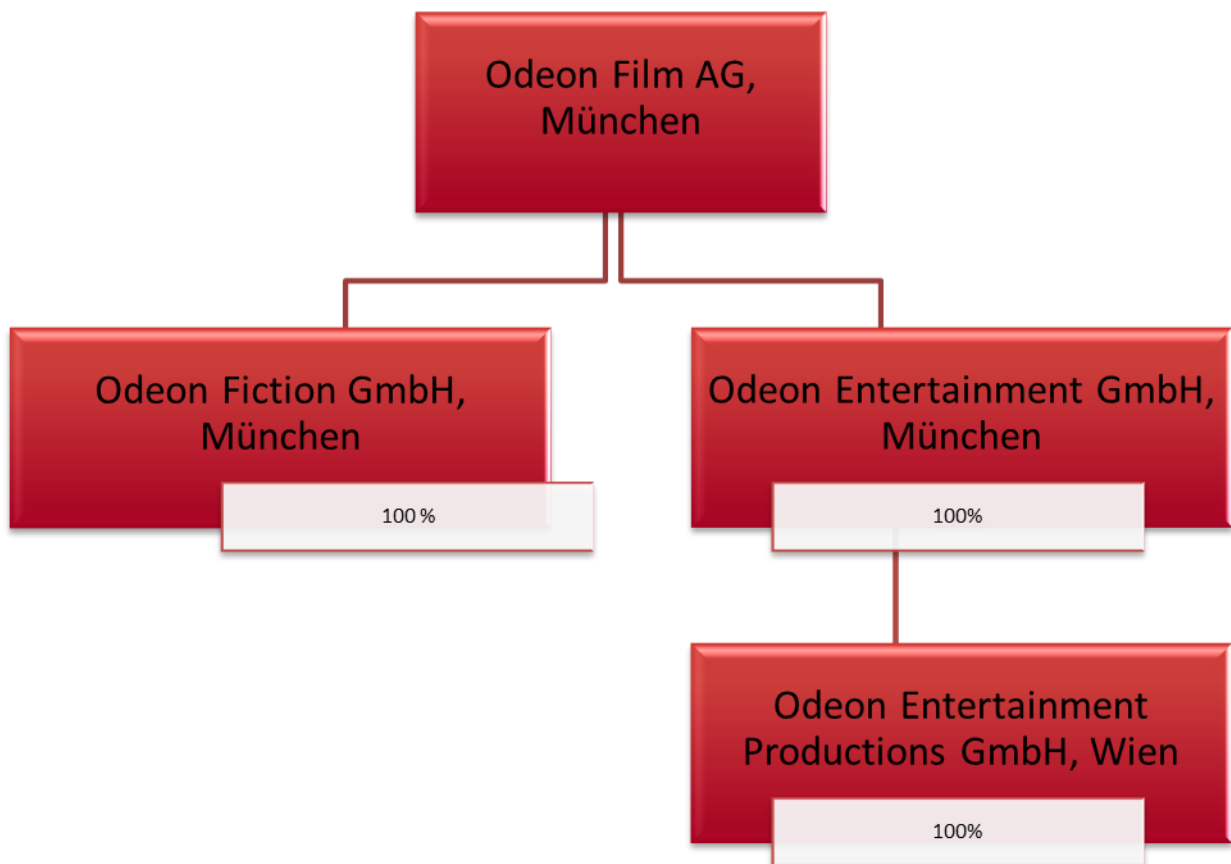 Odeon Film AG,
München
Odeon Fiction GmbH,
München
100 %
Odeon Entertainment GmbH,
München
100%
Odeon Entertainment
Productions GmbH, Wien
100%